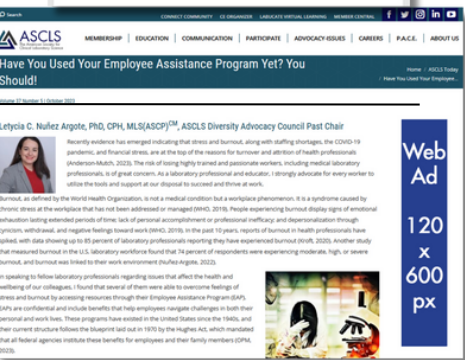 Search
CONNECT COMMUNITY CE ORGANIZER LABUCATE VIRTUAL LEARNING MEMBER CENTRAL
ASCLS
The American Society for
Clinical Laboratory Science
MEMBERSHIP | EDUCATION | COMMUNICATION | PARTICIPATE | ADVOCACY-ISSUES | CAREERS | P.A.C.E. | ABOUT US
Have You Used Your Employee Assistance Program Yet? You
Should!
Home / ASCLS Today
/ Have You Used Your Employee...
Volume 37 Number 5 | October 2023
Letycia C. Nuñez Argote, PhD, CPH, MLS(ASCP)CM, ASCLS Diversity Advocacy Council Past Chair
Recently evidence has emerged indicating that stress and burnout, along with staffing shortages, the COVID-19
pandemic, and financial stress, are at the top of the reasons for turnover and attrition of health professionals
(Anderson-Mutch, 2023). The risk of losing highly trained and passionate workers, including medical laboratory
professionals, is of great concern. As a laboratory professional and educator, I strongly advocate for every worker to
utilize the tools and support at our disposal to succeed and thrive at work.
Burnout, as defined by the World Health Organization, is not a medical condition but a workplace phenomenon. It is a syndrome caused by
chronic stress at the workplace that has not been addressed or managed (WHO, 2019). People experiencing burnout display signs of emotional
exhaustion lasting extended periods of time; lack of personal accomplishment or professional inefficacy; and depersonalization through
cynicism, withdrawal, and negative feelings toward work (WHO, 2019). In the past 10 years, reports of burnout in health professionals have
spiked, with data showing up to 85 percent of laboratory professionals reporting they have experienced burnout (Kroft, 2020). Another study
that measured burnout in the U.S. laboratory workforce found that 74 percent of respondents were experiencing moderate, high, or severe
burnout, and burnout was linked to their work environment (Nuñez-Argote, 2022).
In speaking to fellow laboratory professionals regarding issues that affect the health and
wellbeing of our colleagues, I found that several of them were able to overcome feelings of
stress and burnout by accessing resources through their Employee Assistance Program (EAP).
EAPs are confidential and include benefits that help employees navigate challenges in both their
personal and work lives. These programs have existed in the United States since the 1940s, and
their current structure follows the blueprint laid out in 1970 by the Hughes Act, which mandated
that all federal agencies institute these benefits for employees and their family members (OPM,
2023).
Web
Ad
120
x
600
px